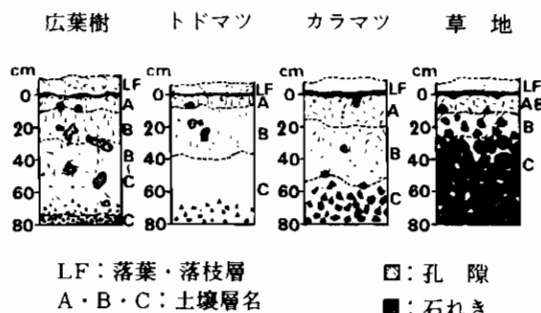 広葉樹 トドマツ カラマツ 草 地
cm cm cm cm
LF LF LF LF
0 0 0 0
A A A AB
20 20 20 20
B B B B
40 40 40 40
B〜C C B C
60 60 60 60
C C
80 80 80 80
LF:落葉・落枝層 :孔 隙
A・B・C:土壌層名 :石れき